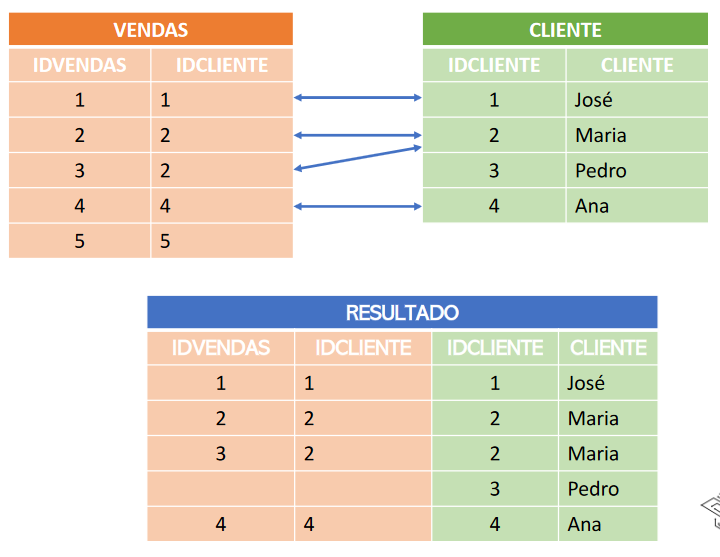 VENDAS
IDVENDAS IDCLIENTE
1 1
2 2
3 2
4 4
5 5
CLIENTE
IDCLIENTE CLIENTE
1 José
2 Maria
3 Pedro
4 Ana
RESULTADO
IDVENDAS IDCLIENTE IDCLIENTE CLIENTE
1 1 1 José
2 2 2 Maria
3 2 2 Maria
3 Pedro
4 4 4 Ana